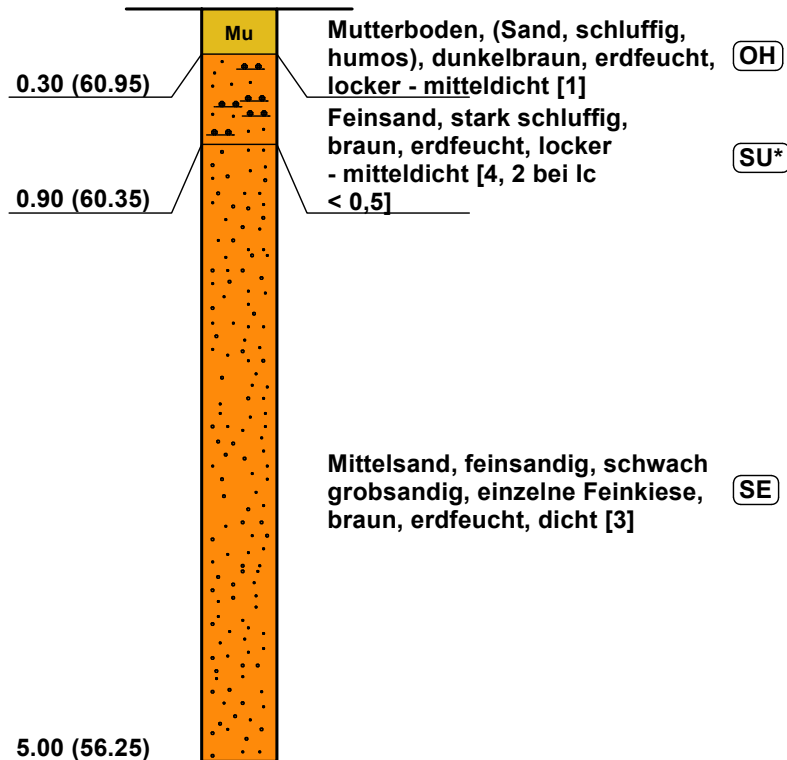 Mu
Mutterboden, (Sand, schluffig,
humos), dunkelbraun, erdfeucht,
locker - mitteldicht [1]
OH
0.30 (60.95)
Feinsand, stark schluffig,
braun, erdfeucht, locker
- mitteldicht [4, 2 bei Ic
< 0,5]
SU*
0.90 (60.35)
Mittelsand, feinsandig, schwach
grobsandig, einzelne Feinkiese,
braun, erdfeucht, dicht [3]
SE
5.00 (56.25)